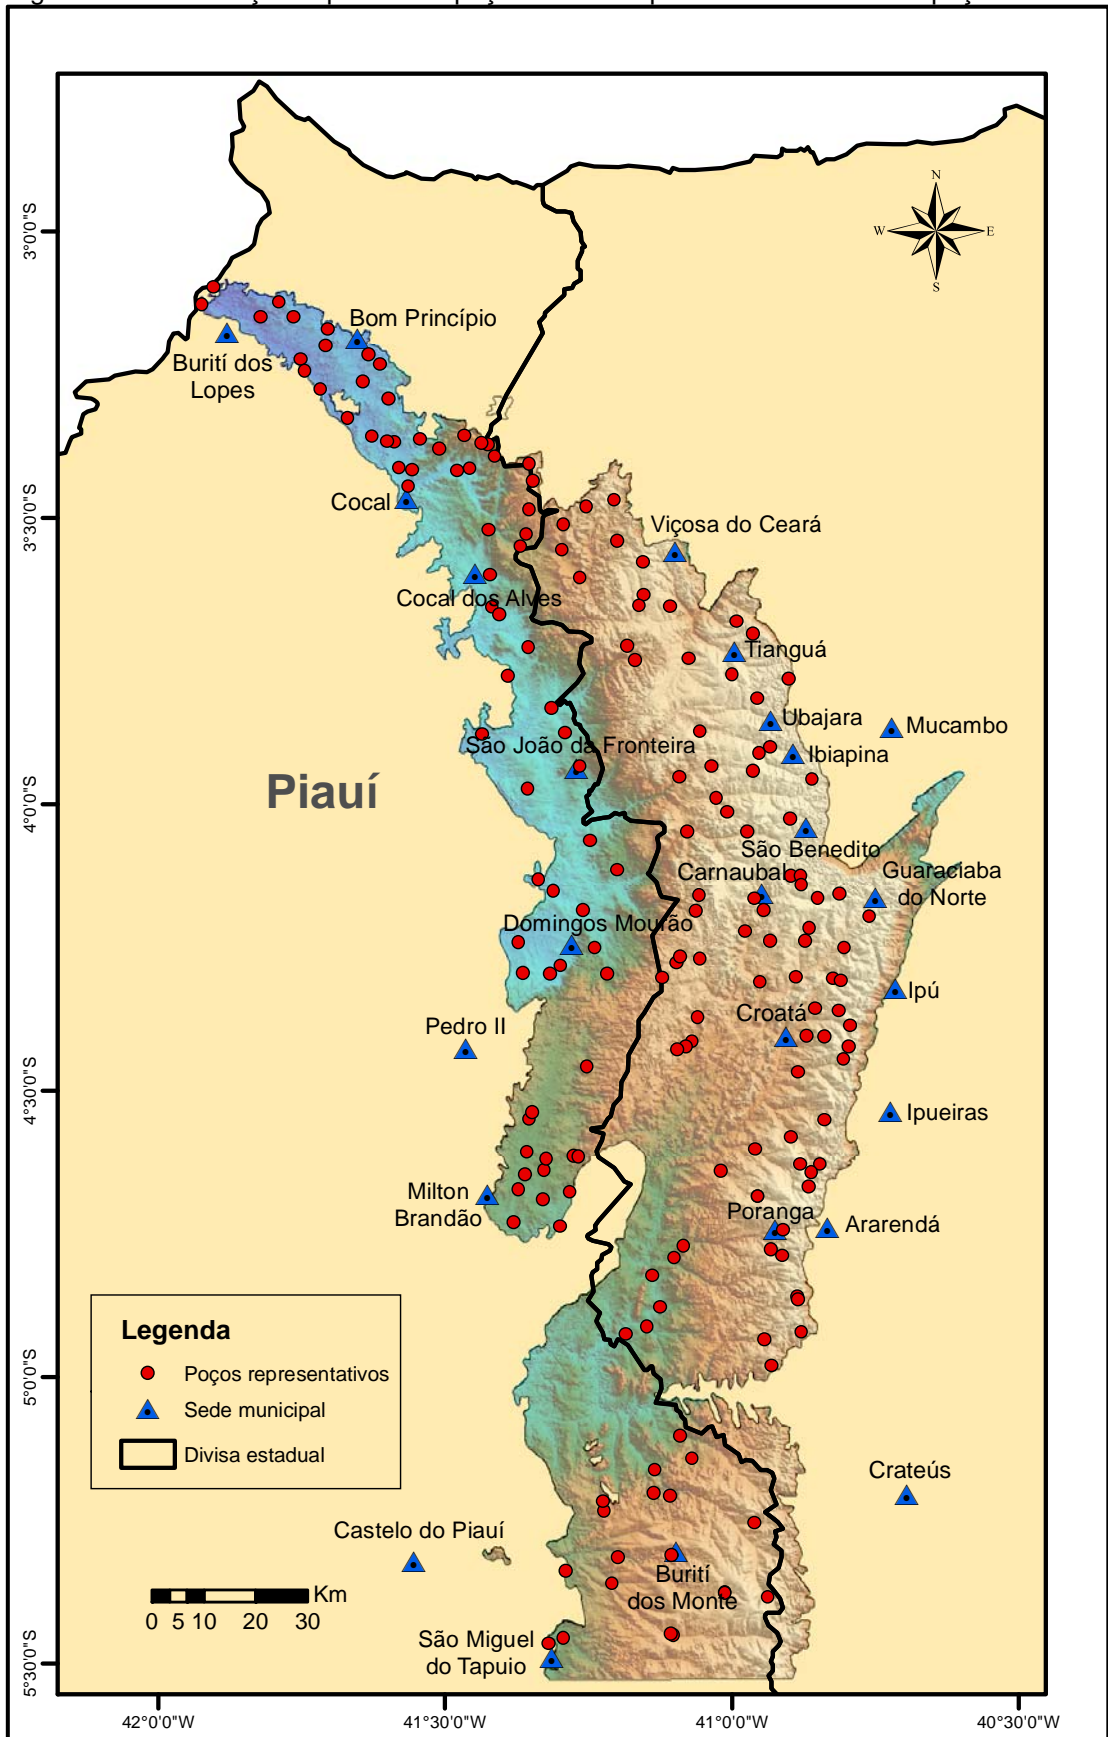 N
W
E
S
3°0'0"S
Bom Princípio
Burití dos
Lopes
Cocal
3°30'0"S
Viçosa do Ceará
Cocal dos Alves
Tianguá
Ubajara
Mucambo
São João da Fronteira
Ibiapina
Piauí
4°0'0"S
São Benedito
Carnaubal
Guaraciaba
do Norte
Domingos Mourão
Ipú
Croatá
Pedro II
4°30'0"S
Ipueiras
Milton
Brandão
Poranga
Ararendá
Legenda
Poços representativos
Sede municipal
Divisa estadual
5°0'0"S
Crateús
Castelo do Piauí
Burití
dos Monte
Km
0 5 10 20 30
São Miguel
do Tapuio
5°30'0"S
42°0'0"W
41°30'0"W
41°0'0"W
40°30'0"W